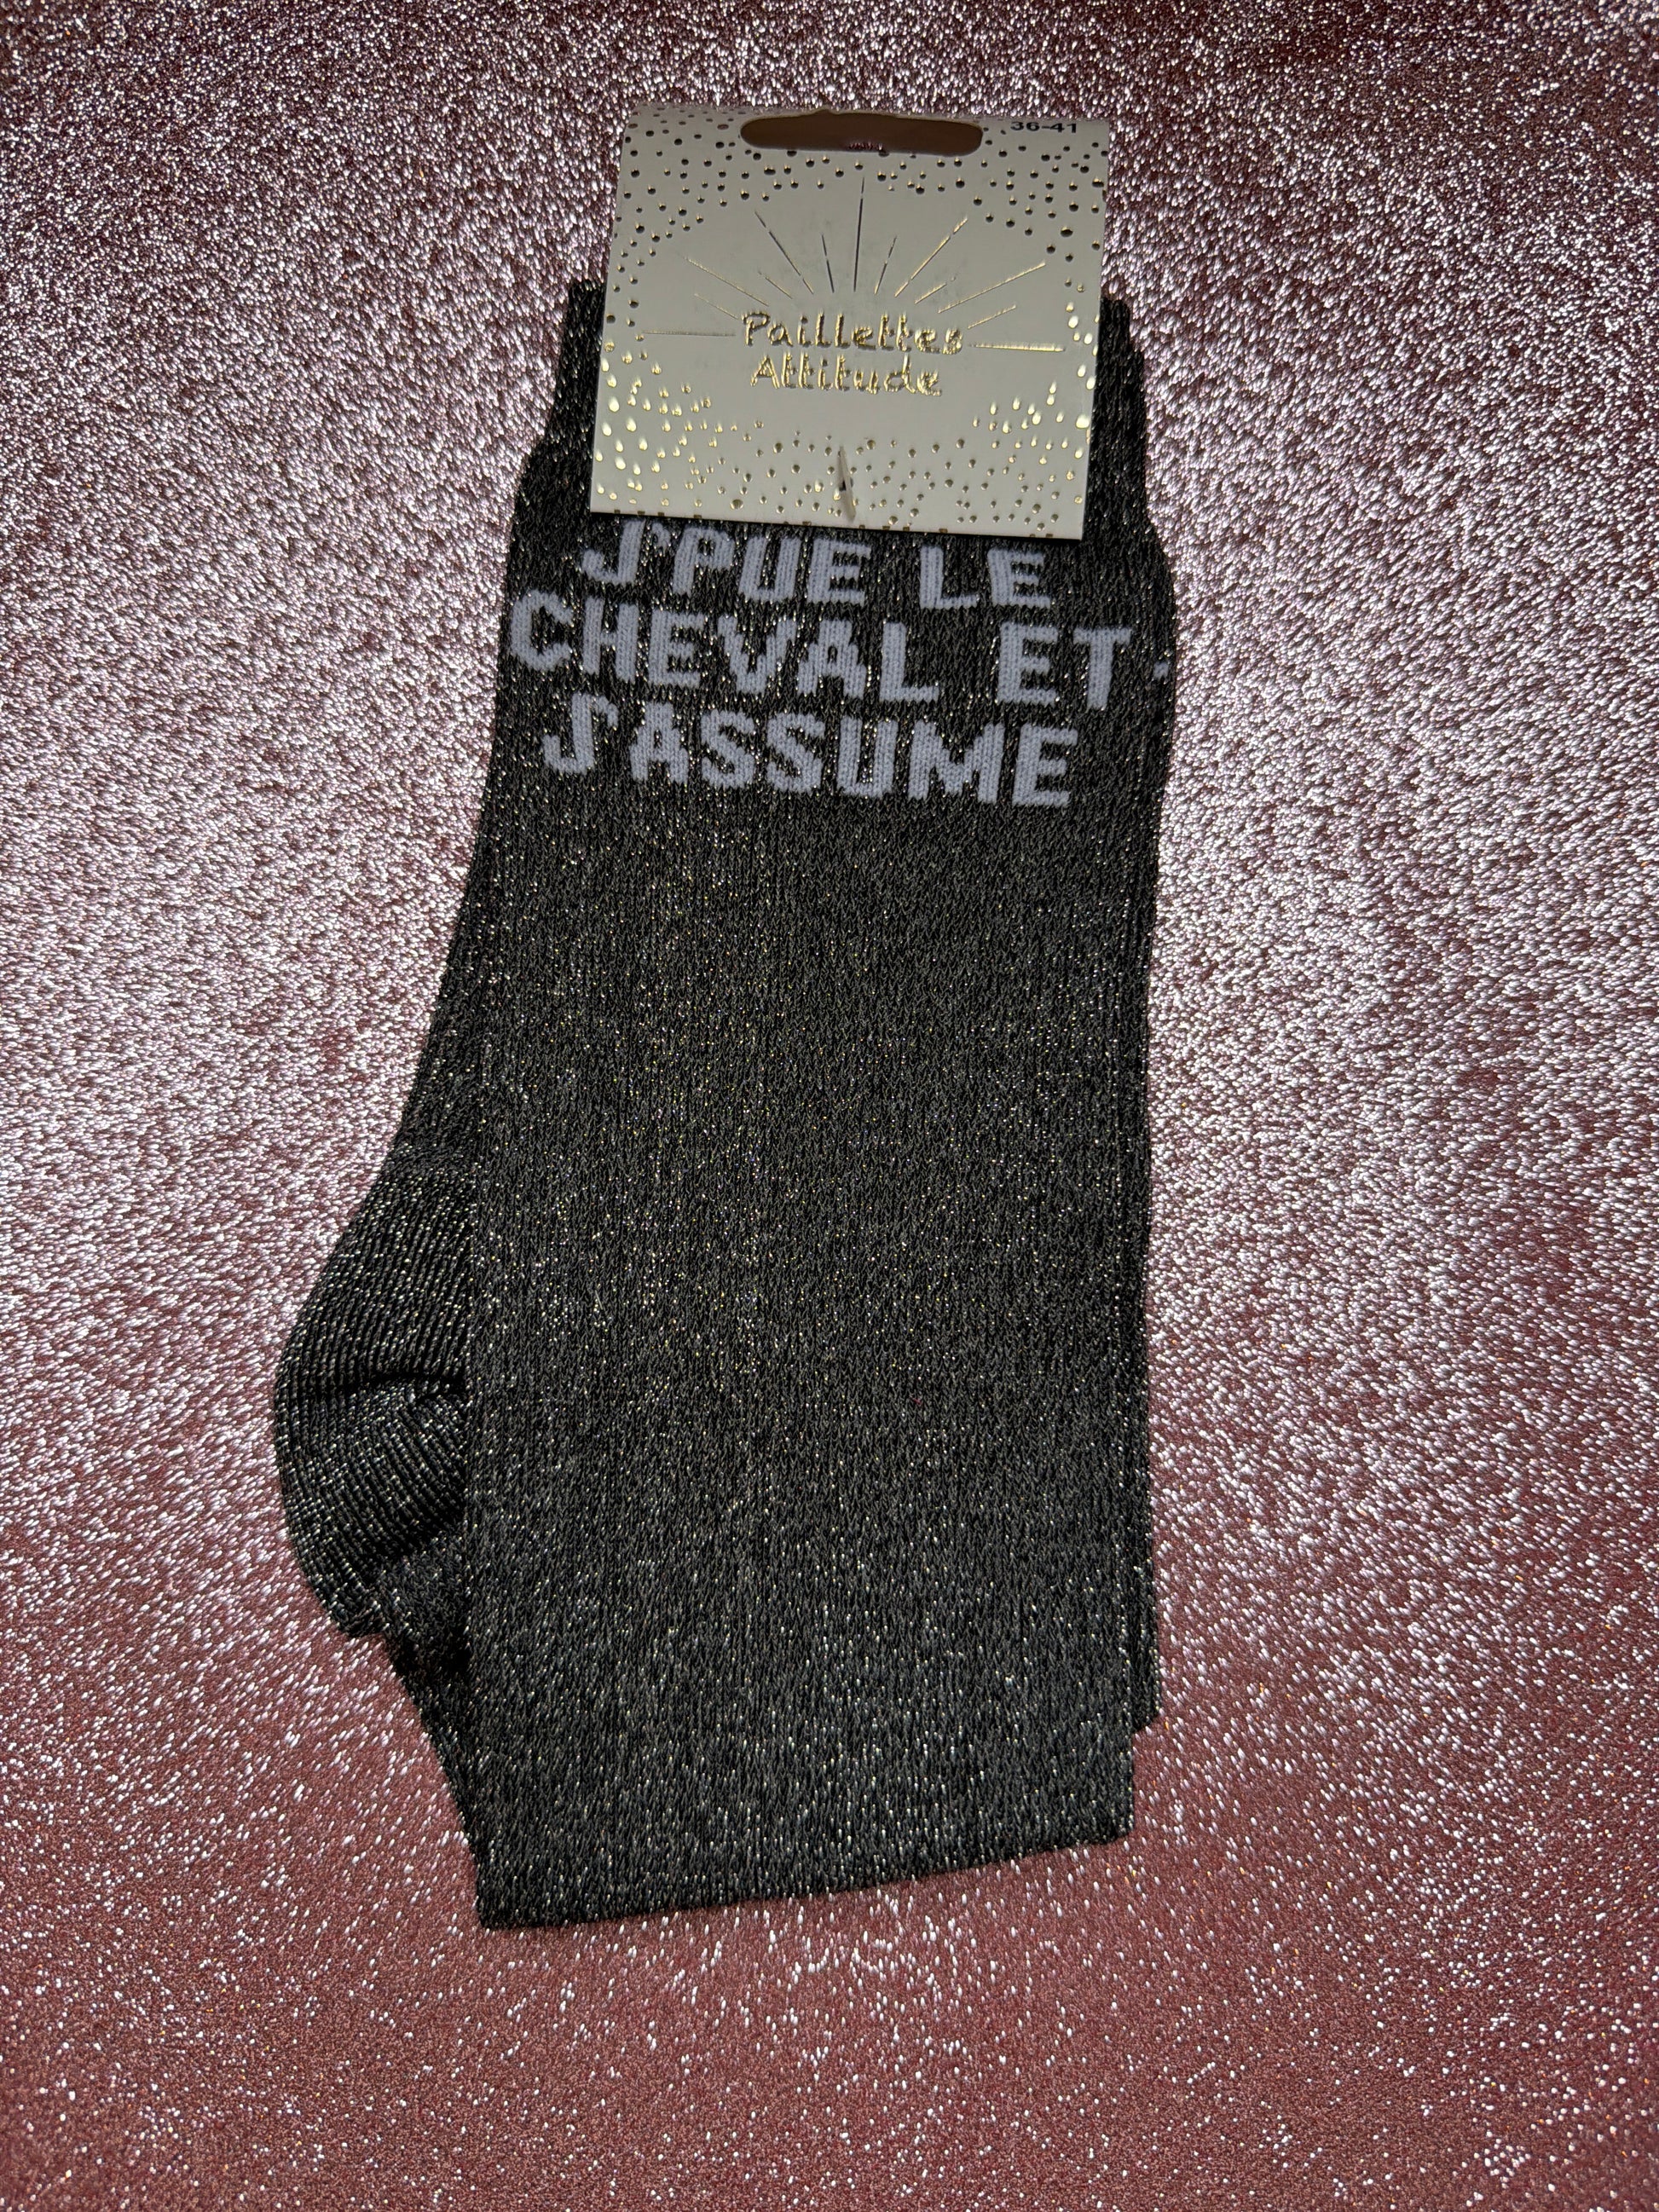 36-41
Paillettes
Attitude
J'PUE LE
CHEVAL ET
J'ASSUME